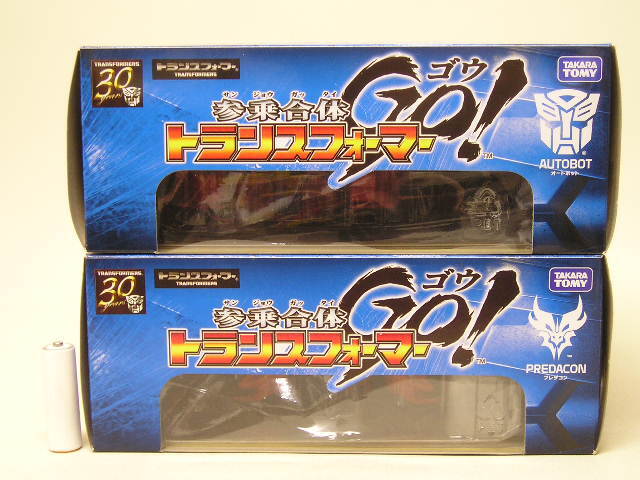 TRANSFORMERS
30
years
トランスフォーマー
TRANSFORMERS
サン ジョウ ガッ タイ
参乗合体
トランスフォーマー
ゴウ
GO!
TM
TAKARA
TOMY
AUTOBOT
オートボット
TRANSFORMERS
30
years
トランスフォーマー
TRANSFORMERS
サン ジョウ ガッ タイ
参乗合体
トランスフォーマー
ゴウ
GO!
TM
TAKARA
TOMY
PREDACON
プレダコン